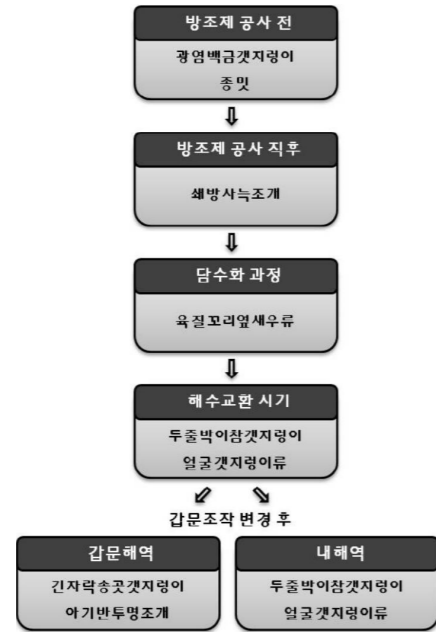 방조제 공사 전
광염백금갯지렁이
종밋
방조제 공사 직후
쇄방사늑조개
담수화 과정
육질꼬리옆새우류
해수교환 시기
두줄박이참갯지렁이
얼굴갯지렁이류
갑문조작 변경 후
갑문해역
긴자락송곳갯지렁이
아기반투명조개
내해역
두줄박이참갯지렁이
얼굴갯지렁이류